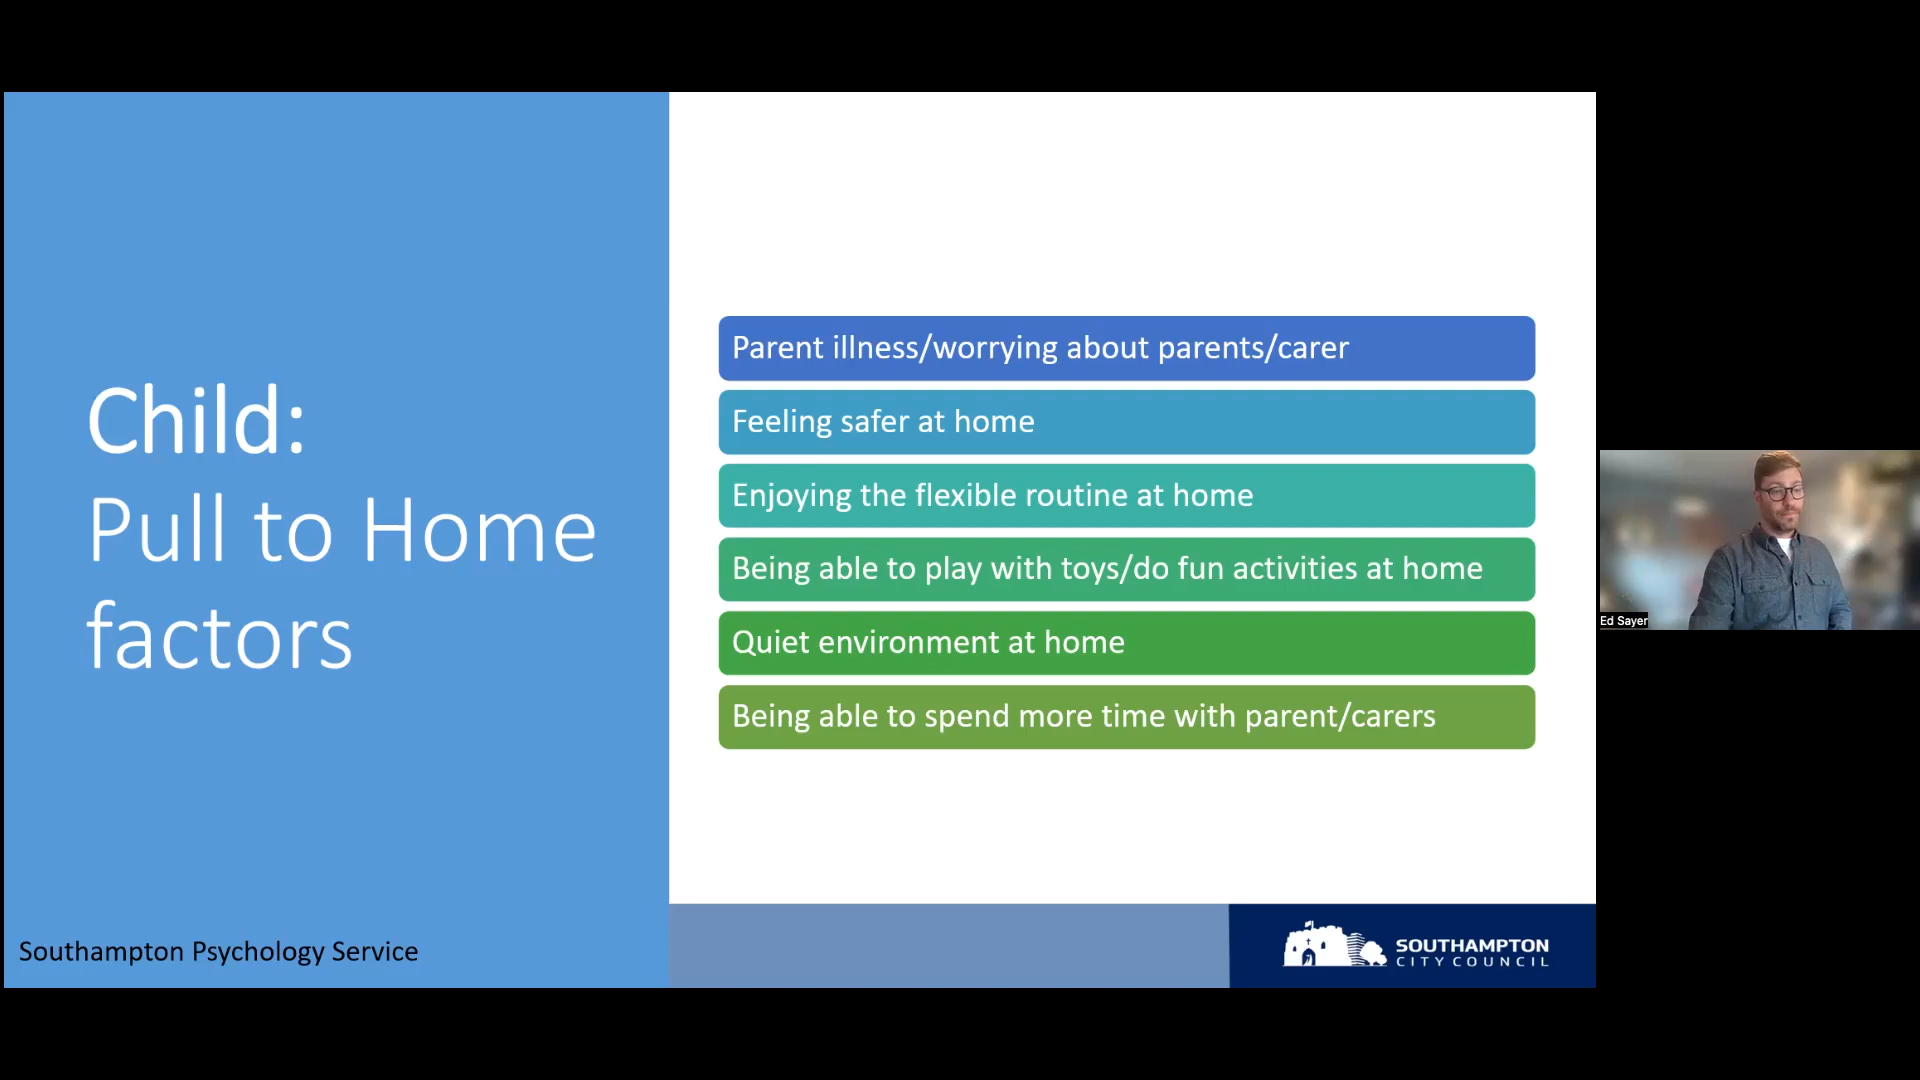 Child:
Pull to Home
factors
Parent illness/worrying about parents/carer
Feeling safer at home
Enjoying the flexible routine at home
Being able to play with toys/do fun activities at home
Quiet environment at home
Being able to spend more time with parent/carers
Southampton Psychology Service
SOUTHAMPTON
CITY COUNCIL
Ed Sayer